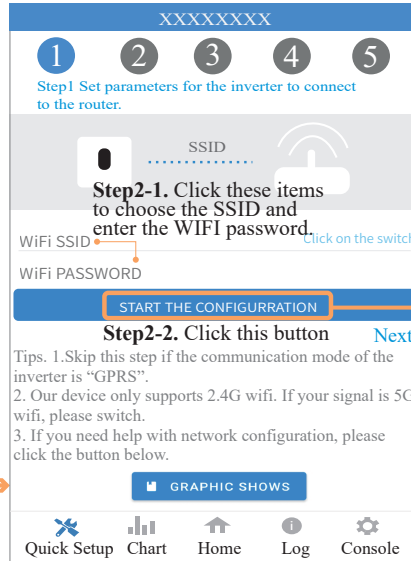 XXXXXXXX
1 2 3 4 5
Step1 Set parameters for the inverter to connect
to the router.
SSID
Step2-1. Click these items
to choose the SSID and
enter the WIFI password.
WiFi SSID Click on the switch
WiFi PASSWORD
START THE CONFIGURRATION
Step2-2. Click this button Next
Tips. 1.Skip this step if the communication mode of the
inverter is “GPRS”.
2. Our device only supports 2.4G wifi. If your signal is 5G
wifi, please switch.
3. If you need help with network configuration, please
click the button below.
GRAPHIC SHOWS
Quick Setup Chart Home Log Console